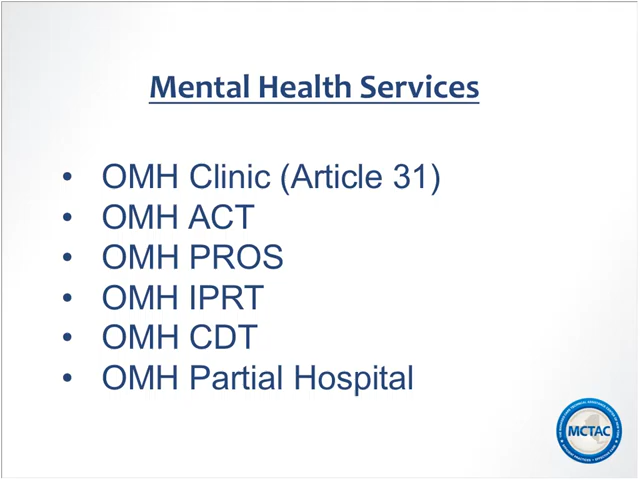 Mental Health Services
• OMH Clinic (Article 31)
• OMH ACT
• OMH PROS
• OMH IPRT
• OMH CDT
• OMH Partial Hospital
MCTAC